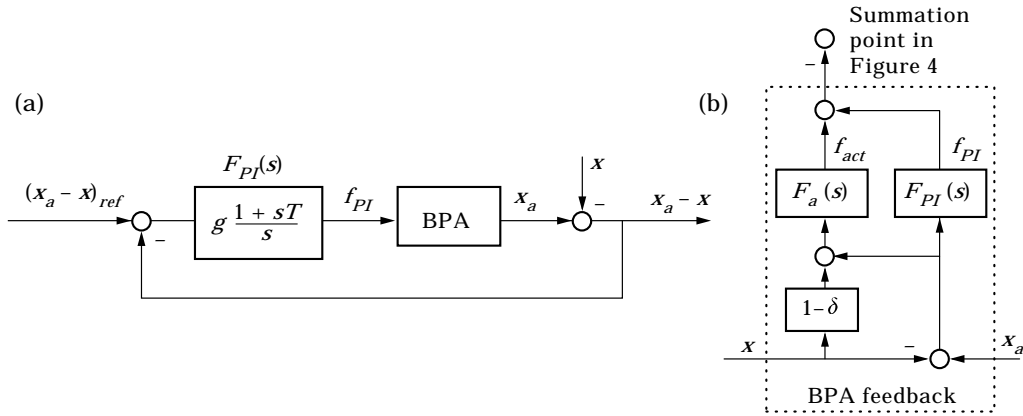 (a)
F_PI(s)
(x_a – x)_ref
g (1 + sT)/s
f_PI
BPA
x_a
x
x_a – x
–
–
(b)
Summation
point in
Figure 4
–
f_act
f_PI
F_a(s)
F_PI(s)
1–δ
x
–
x_a
BPA feedback